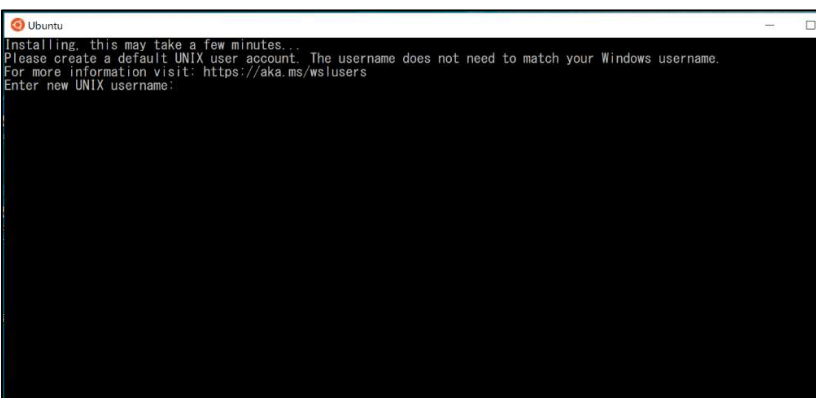 Ubuntu
Installing, this may take a few minutes...
Please create a default UNIX user account. The username does not need to match your Windows username.
For more information visit: https://aka.ms/wslusers
Enter new UNIX username: